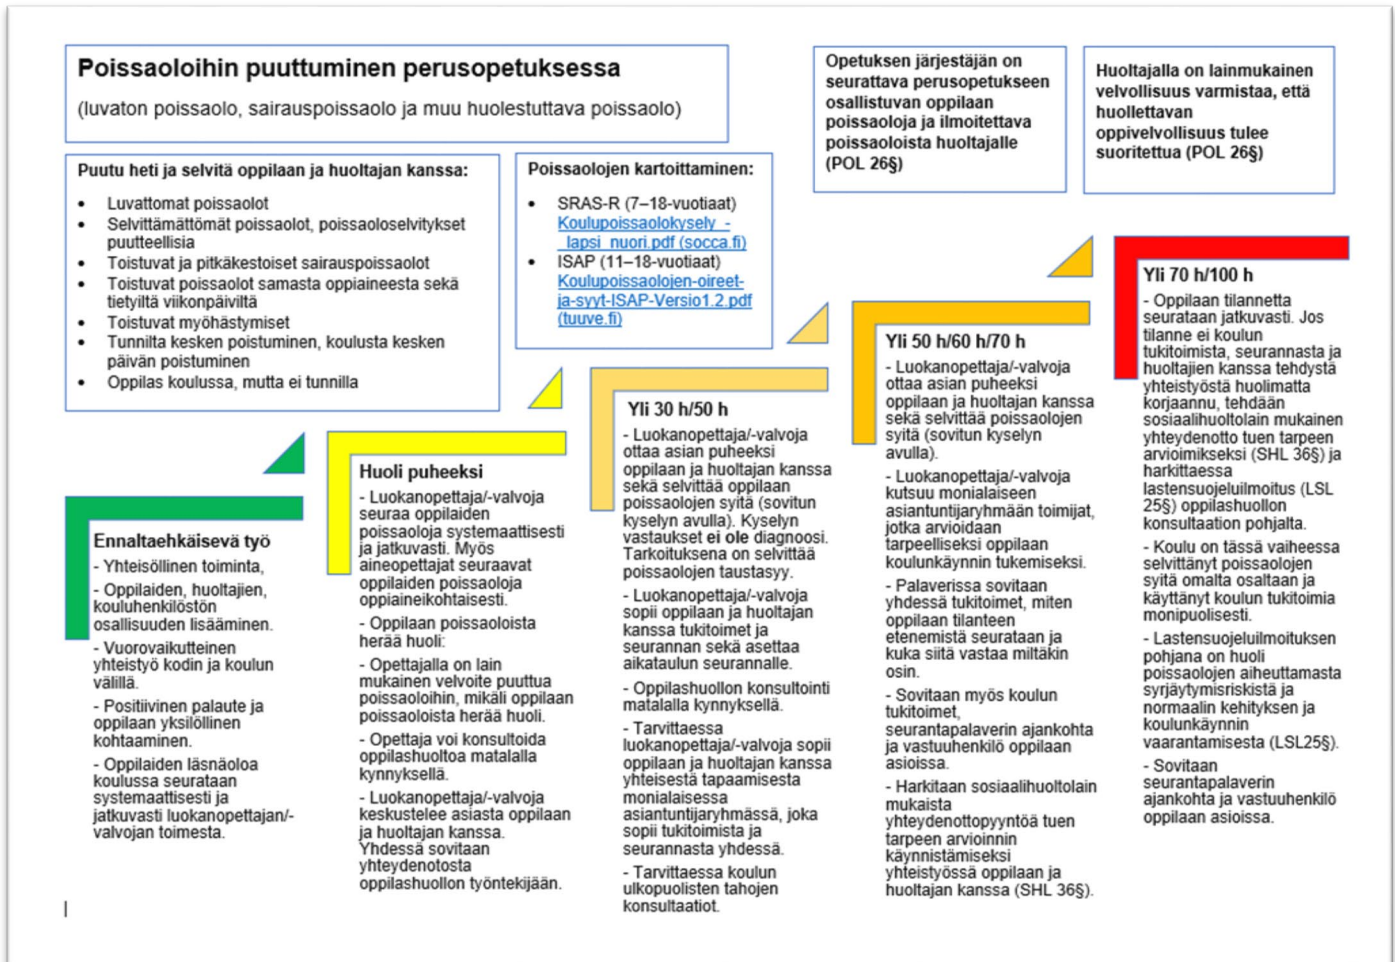 Poissaoloihin puuttuminen perusopetuksessa
(luvaton poissaolo, sairauspoissaolo ja muu huolestuttava poissaolo)
Opetuksen järjestäjän on
seurattava perusopetukseen
osallistuvan oppilaan
poissaoloja ja ilmoitettava
poissaoloista huoltajalle
(POL 26§)
Huoltajalla on lainmukainen
velvollisuus varmistaa, että
huollettavan
oppivelvollisuus tulee
suoritettua (POL 26§)
Puutu heti ja selvitä oppilaan ja huoltajan kanssa:
• Luvattomat poissaolot
• Selvittämättömät poissaolot, poissaoloselvitykset
puutteellisia
• Toistuvat ja pitkäkestoiset sairauspoissaolot
• Toistuvat poissaolot samasta oppiaineesta sekä
tietyiltä viikonpäiviltä
• Toistuvat myöhästymiset
• Tunnilta kesken poistuminen, koulusta kesken
päivän poistuminen
• Oppilas koulussa, mutta ei tunnilla
Poissaolojen kartoittaminen:
• SRAS-R (7–18-vuotiaat)
Koulupoissaolokysely_-
_lapsi_nuori.pdf (socca.fi)
• ISAP (11–18-vuotiaat)
Koulupoissaolojen-oireet-
ja-syyt-ISAP-Versio1.2.pdf
(tuuve.fi)
Ennaltaehkäisevä työ
- Yhteisöllinen toiminta,
- Oppilaiden, huoltajien,
kouluhenkilöstön
osallisuuden lisääminen.
- Vuorovaikutteinen
yhteistyö kodin ja koulun
välillä.
- Positiivinen palaute ja
oppilaan yksilöllinen
kohtaaminen.
- Oppilaiden läsnäoloa
koulussa seurataan
systemaattisesti ja
jatkuvasti luokanopettajan/-
valvojan toimesta.
Huoli puheeksi
- Luokanopettaja/-valvoja
seuraa oppilaiden
poissaoloja systemaattisesti
ja jatkuvasti. Myös
aineopettajat seuraavat
oppilaiden poissaoloja
oppiaineikohtaisesti.
- Oppilaan poissaoloista
herää huoli:
- Opettajalla on lain
mukainen velvoite puuttua
poissaoloihin, mikäli oppilaan
poissaoloista herää huoli.
- Opettaja voi konsultoida
oppilashuoltoa matalalla
kynnyksellä.
- Luokanopettaja/-valvoja
keskustelee asiasta oppilaan
ja huoltajan kanssa.
Yhdessä sovitaan
yhteydenotosta
oppilashuollon työntekijään.
Yli 30 h/50 h
- Luokanopettaja/-valvoja
ottaa asian puheeksi
oppilaan ja huoltajan kanssa
sekä selvittää oppilaan
poissaolojen syitä (sovitun
kyselyn avulla). Kyselyn
vastaukset ei ole diagnoosi.
Tarkoituksena on selvittää
poissaolojen taustasyy.
- Luokanopettaja/-valvoja
sopii oppilaan ja huoltajan
kanssa tukitoimet ja
seurannan sekä asettaa
aikataulun seurannalle.
- Oppilashuollon konsultointi
matalalla kynnyksellä.
- Tarvittaessa
luokanopettaja/-valvoja sopii
oppilaan ja huoltajan kanssa
yhteisestä tapaamisesta
monialaisessa
asiantuntijaryhmässä, joka
sopii tukitoimista ja
seurannasta yhdessä.
- Tarvittaessa koulun
ulkopuolisten tahojen
konsultaatiot.
Yli 50 h/60 h/70 h
- Luokanopettaja/-valvoja
ottaa asian puheeksi
oppilaan ja huoltajan kanssa
sekä selvittää poissaolojen
syitä (sovitun kyselyn
avulla).
- Luokanopettaja/-valvoja
kutsuu monialaiseen
asiantuntijaryhmään toimijat,
jotka arvioidaan
tarpeelliseksi oppilaan
koulunkäynnin tukemiseksi.
- Palaverissa sovitaan
yhdessä tukitoimet, miten
oppilaan tilanteen
etenemistä seurataan ja
kuka siitä vastaa miltäkin
osin.
- Sovitaan myös koulun
tukitoimet,
seurantapalaverin ajankohta
ja vastuuhenkilö oppilaan
asioissa.
- Harkitaan sosiaalihuoltolain
mukaista
yhteydenottopyyntöä tuen
tarpeen arvioinnin
käynnistämiseksi
yhteistyössä oppilaan ja
huoltajan kanssa (SHL 36§).
Yli 70 h/100 h
- Oppilaan tilannetta
seurataan jatkuvasti. Jos
tilanne ei koulun
tukitoimista, seurannasta ja
huoltajien kanssa tehdystä
yhteistyöstä huolimatta
korjaannu, tehdään
sosiaalihuoltolain mukainen
yhteydenotto tuen tarpeen
arvioimikseksi (SHL 36§) ja
harkittaessa
lastensuojeluilmoitus (LSL
25§) oppilashuollon
konsultaation pohjalta.
- Koulu on tässä vaiheessa
selvittänyt poissaolojen
syitä omalta osaltaan ja
käyttänyt koulun tukitoimia
monipuolisesti.
- Lastensuojeluilmoituksen
pohjana on huoli
poissaolojen aiheuttamasta
syrjäytymisriskistä ja
normaalin kehityksen ja
koulunkäynnin
vaarantamisesta (LSL25§).
- Sovitaan
seurantapalaverin
ajankohta ja vastuuhenkilö
oppilaan asioissa.